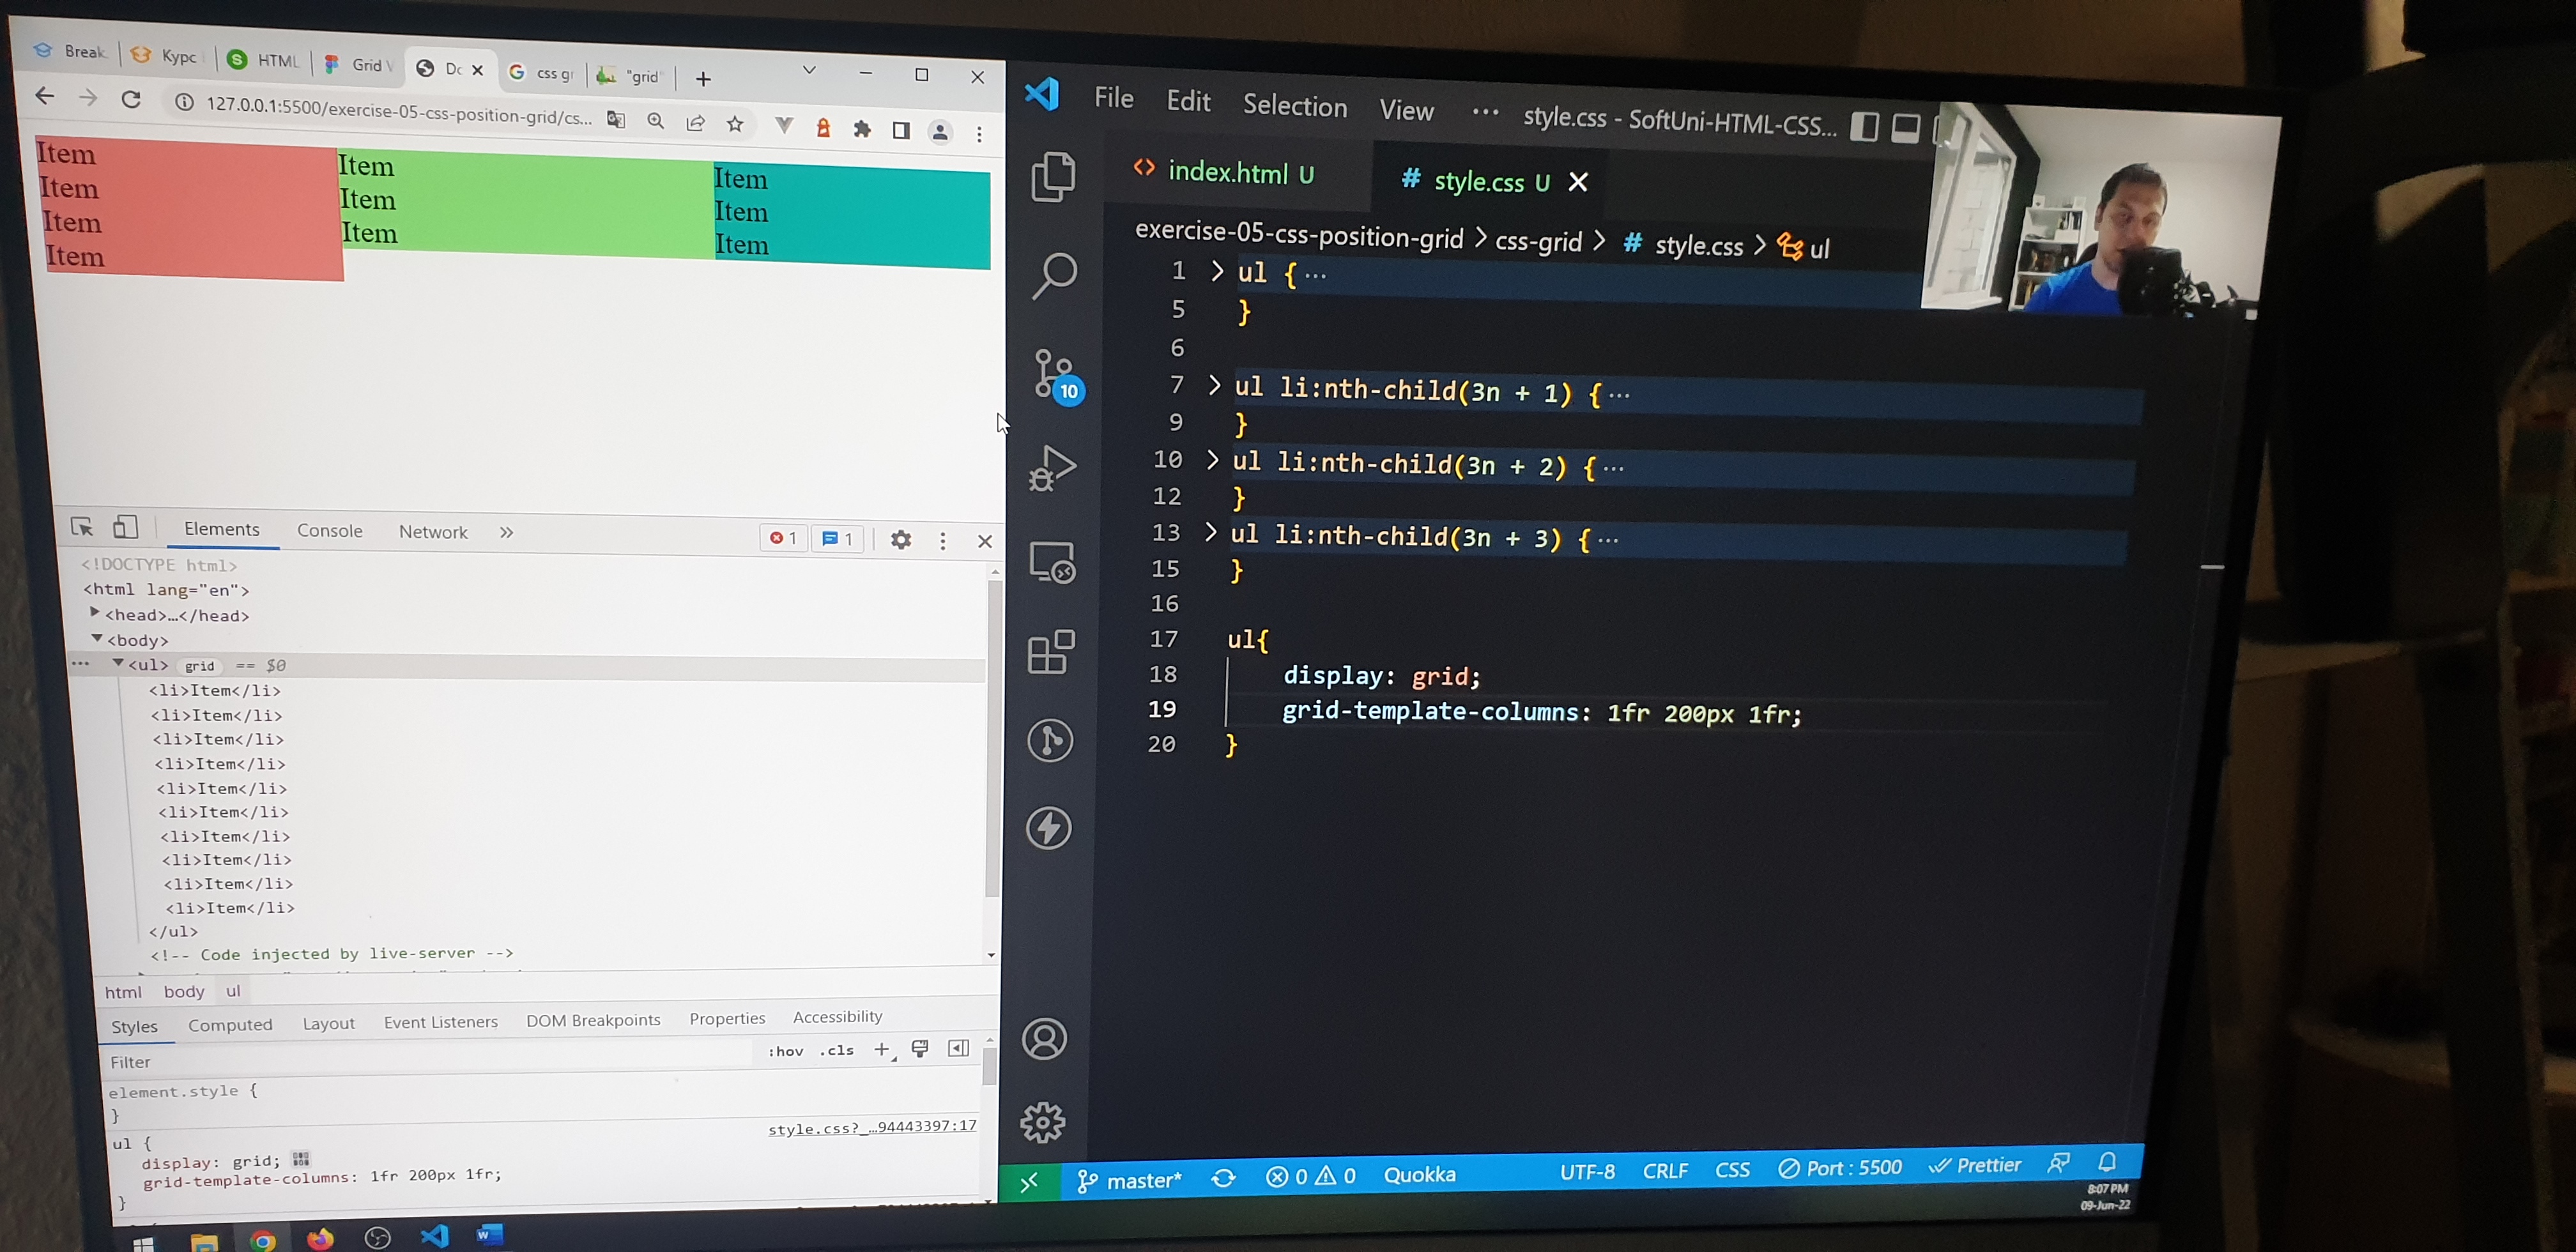 Break
Курс
HTML
Grid
css gr
"grid"
127.0.0.1:5500/exercise-05-css-position-grid/cs...
Item Item Item
Item Item Item
Item Item Item
Item
Elements Console Network » 1 1
<!DOCTYPE html>
<html lang="en">
<head>…</head>
<body>
<ul> grid == $0
<li>Item</li>
<li>Item</li>
<li>Item</li>
<li>Item</li>
<li>Item</li>
<li>Item</li>
<li>Item</li>
<li>Item</li>
<li>Item</li>
<li>Item</li>
</ul>
<!-- Code injected by live-server -->
html body ul
Styles Computed Layout Event Listeners DOM Breakpoints Properties Accessibility
Filter :hov .cls +
element.style {
}
style.css?_…94443397:17
ul {
display: grid;
grid-template-columns: 1fr 200px 1fr;
}
File Edit Selection View ··· style.css - SoftUni-HTML-CSS...
index.html U # style.css U
exercise-05-css-position-grid > css-grid > # style.css > ul
1 > ul { ···
5 }
6
7 > ul li:nth-child(3n + 1) { ···
9 }
10 > ul li:nth-child(3n + 2) { ···
12 }
13 > ul li:nth-child(3n + 3) { ···
15 }
16
17 ul{
18 display: grid;
19 grid-template-columns: 1fr 200px 1fr;
20 }
10
master* 0 0 Quokka UTF-8 CRLF CSS Port : 5500 Prettier
8:07 PM
09-Jun-22